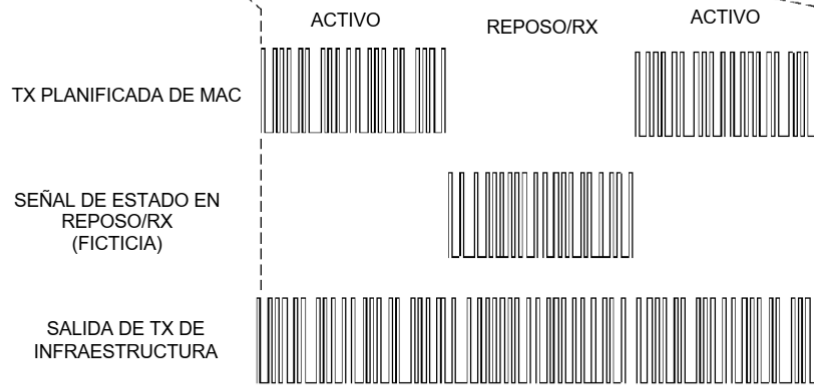 ACTIVO
REPOSO/RX
ACTIVO
TX PLANIFICADA DE MAC
SEÑAL DE ESTADO EN
REPOSO/RX
(FICTICIA)
SALIDA DE TX DE
INFRAESTRUCTURA